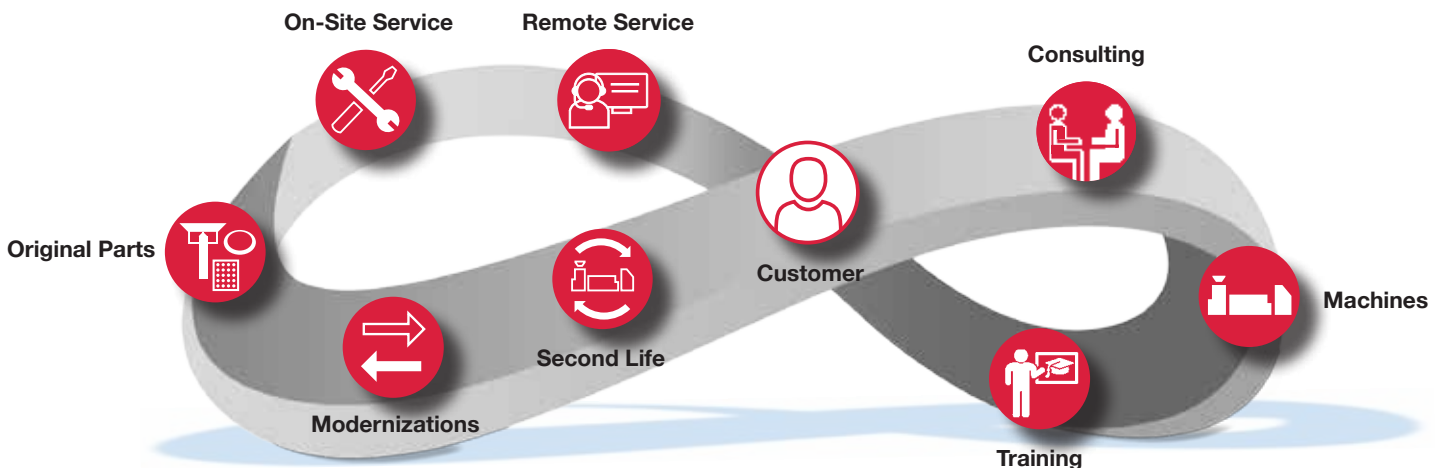 On-Site Service
Remote Service
Consulting
Original Parts
Customer
Machines
Second Life
Modernizations
Training